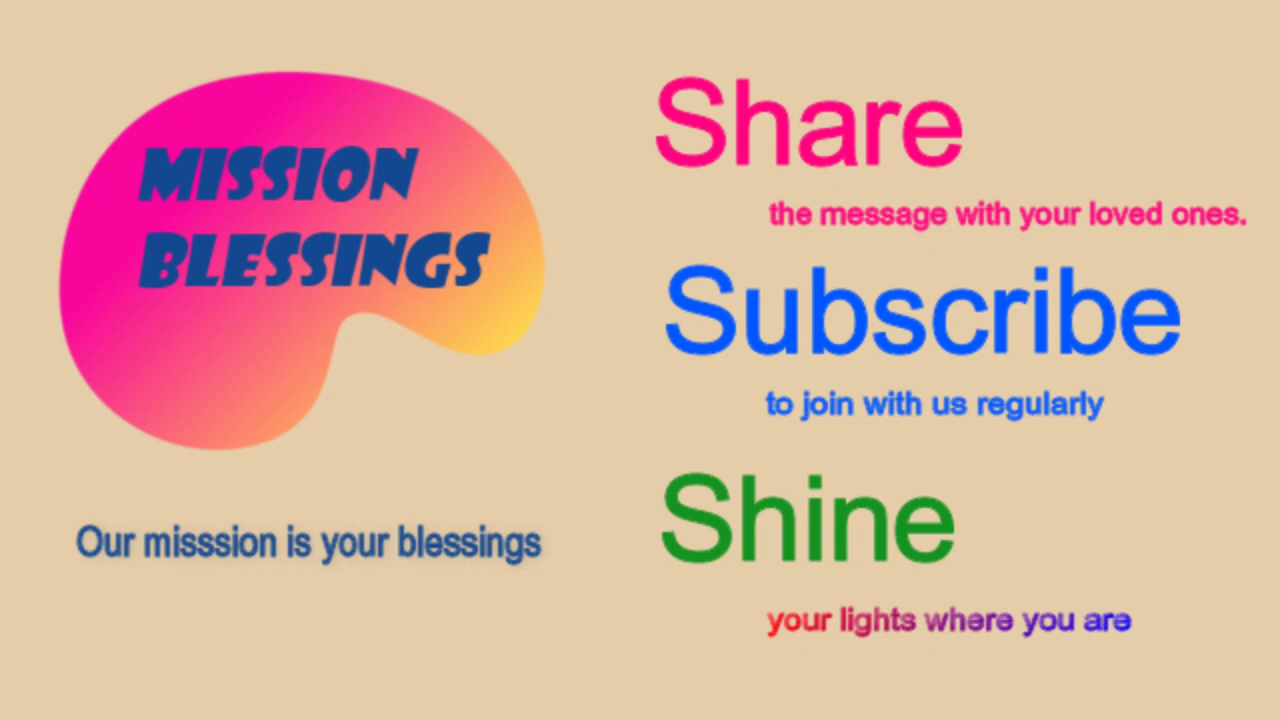 MISSION
BLESSINGS
Our misssion is your blessings
Share
the message with your loved ones.
Subscribe
to join with us regularly
Shine
your lights where you are